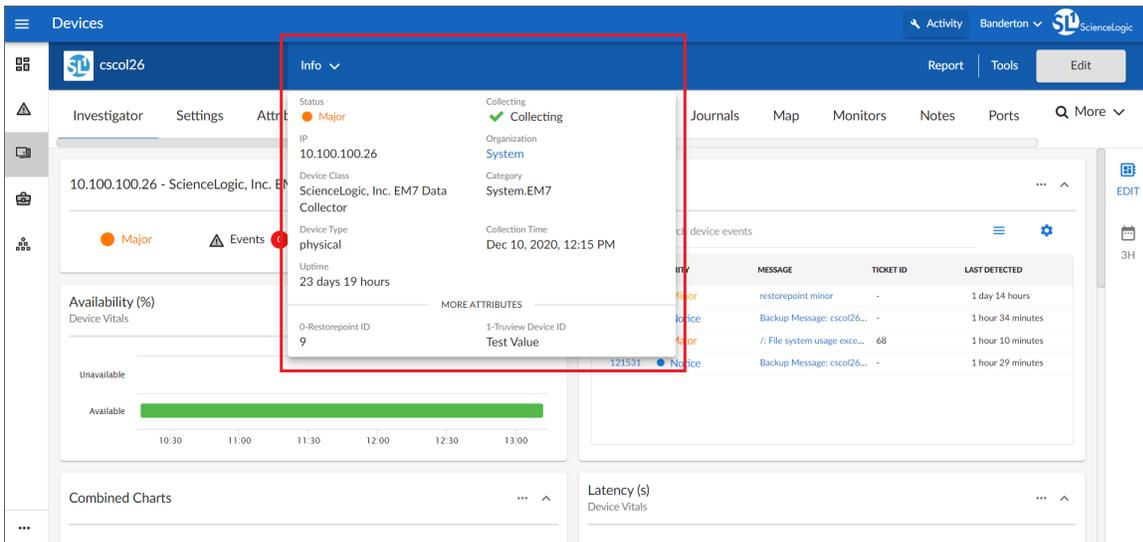 Devices
Activity
Banderton
SL1 ScienceLogic
SL1
cscol26
Info
Report
Tools
Edit
Investigator
Settings
Journals
Map
Monitors
Notes
Ports
More
Status
Major
Collecting
Collecting
IP
10.100.100.26
Organization
System
Device Class
ScienceLogic, Inc. EM7 Data
Collector
Category
System.EM7
Device Type
physical
Collection Time
Dec 10, 2020, 12:15 PM
Uptime
23 days 19 hours
MORE ATTRIBUTES
0-Restorepoint ID
9
1-Truview Device ID
Test Value
10.100.100.26 - ScienceLogic, Inc.
Major
Events
device events
EDIT
3H
MESSAGE
TICKET ID
LAST DETECTED
Minor
restorepoint minor
-
1 day 14 hours
Notice
Backup Message: cscol26...
-
1 hour 34 minutes
Major
/: File system usage exce...
68
1 hour 10 minutes
121531
Notice
Backup Message: cscol26...
-
1 hour 29 minutes
Availability (%)
Device Vitals
Unavailable
Available
10:30
11:00
11:30
12:00
12:30
13:00
Combined Charts
Latency (s)
Device Vitals